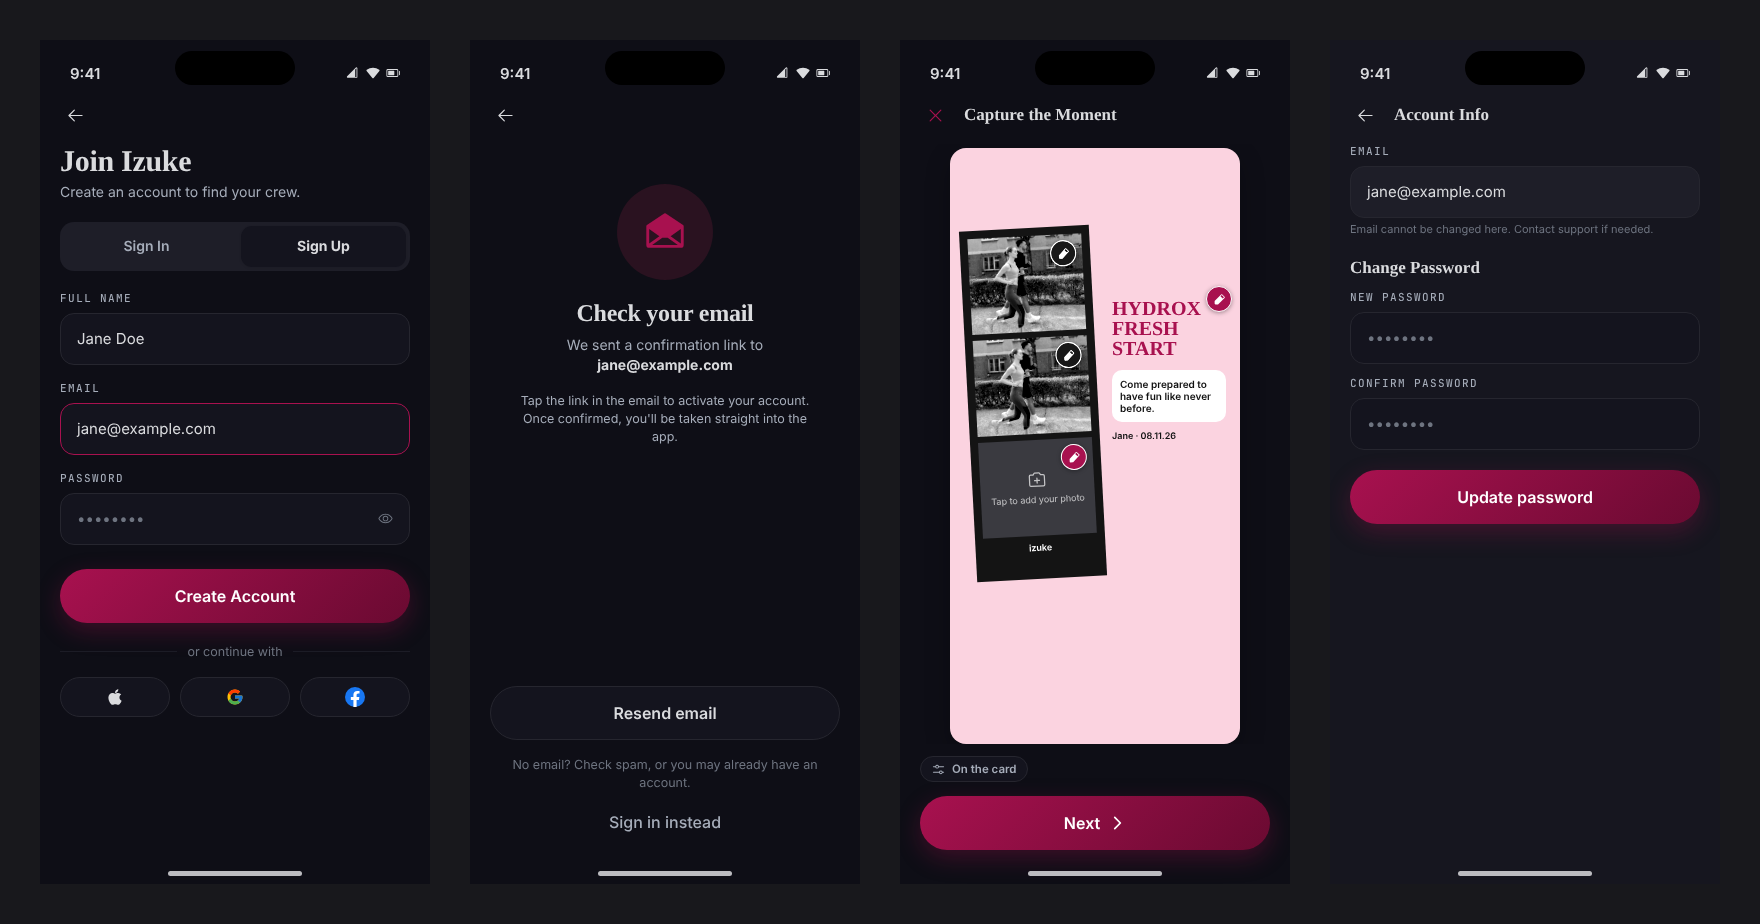 9:41
Join Izuke
Create an account to find your crew.
Sign In
Sign Up
FULL NAME
Jane Doe
EMAIL
jane@example.com
PASSWORD
••••••••
Create Account
or continue with
9:41
Check your email
We sent a confirmation link to
jane@example.com
Tap the link in the email to activate your account.
Once confirmed, you'll be taken straight into the
app.
Resend email
No email? Check spam, or you may already have an
account.
Sign in instead
9:41
Capture the Moment
Tap to add your photo
izuke
HYDROX
FRESH
START
Come prepared to
have fun like never
before.
Jane · 08.11.26
On the card
Next
9:41
Account Info
EMAIL
jane@example.com
Email cannot be changed here. Contact support if needed.
Change Password
NEW PASSWORD
••••••••
CONFIRM PASSWORD
••••••••
Update password